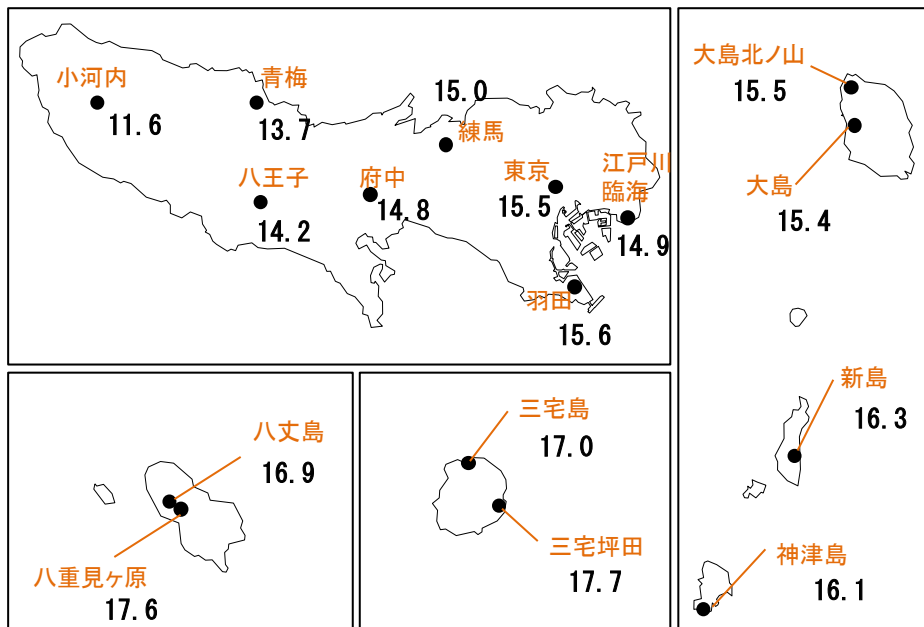 小河内
11.6
青梅
13.7
15.0
練馬
八王子
14.2
府中
14.8
東京
15.5
江戸川
臨海
14.9
羽田
15.6
大島北ノ山
15.5
大島
15.4
新島
16.3
神津島
16.1
八丈島
16.9
八重見ヶ原
17.6
三宅島
17.0
三宅坪田
17.7